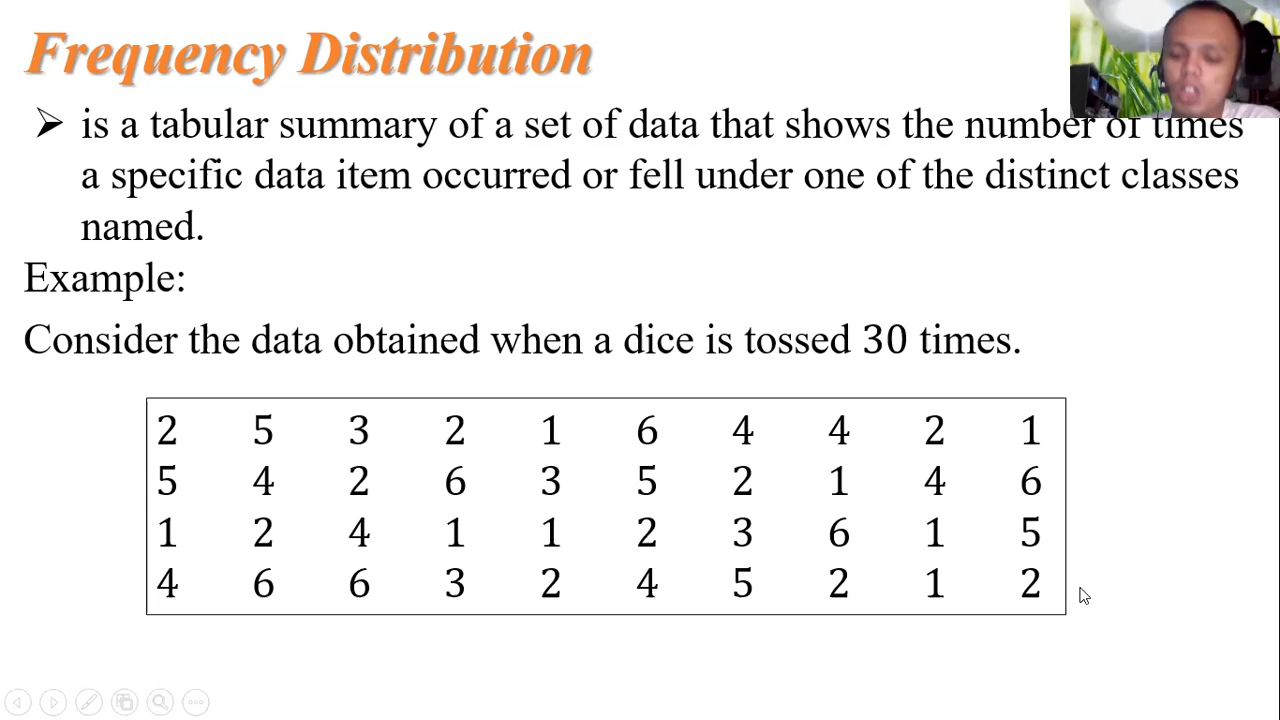 Frequency Distribution
➢ is a tabular summary of a set of data that shows the number of times
a specific data item occurred or fell under one of the distinct classes
named.
Example:
Consider the data obtained when a dice is tossed 30 times.
2 5 3 2 1 6 4 4 2 1
5 4 2 6 3 5 2 1 4 6
1 2 4 1 1 2 3 6 1 5
4 6 6 3 2 4 5 2 1 2